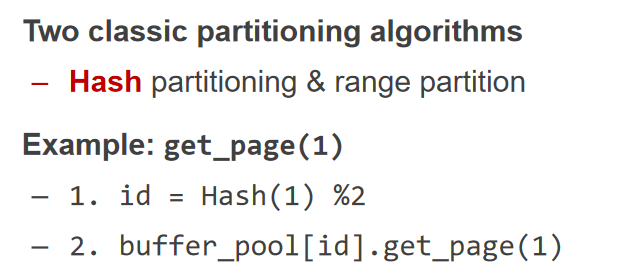 Two classic partitioning algorithms
– Hash partitioning & range partition
Example: get_page(1)
– 1. id = Hash(1) %2
– 2. buffer_pool[id].get_page(1)